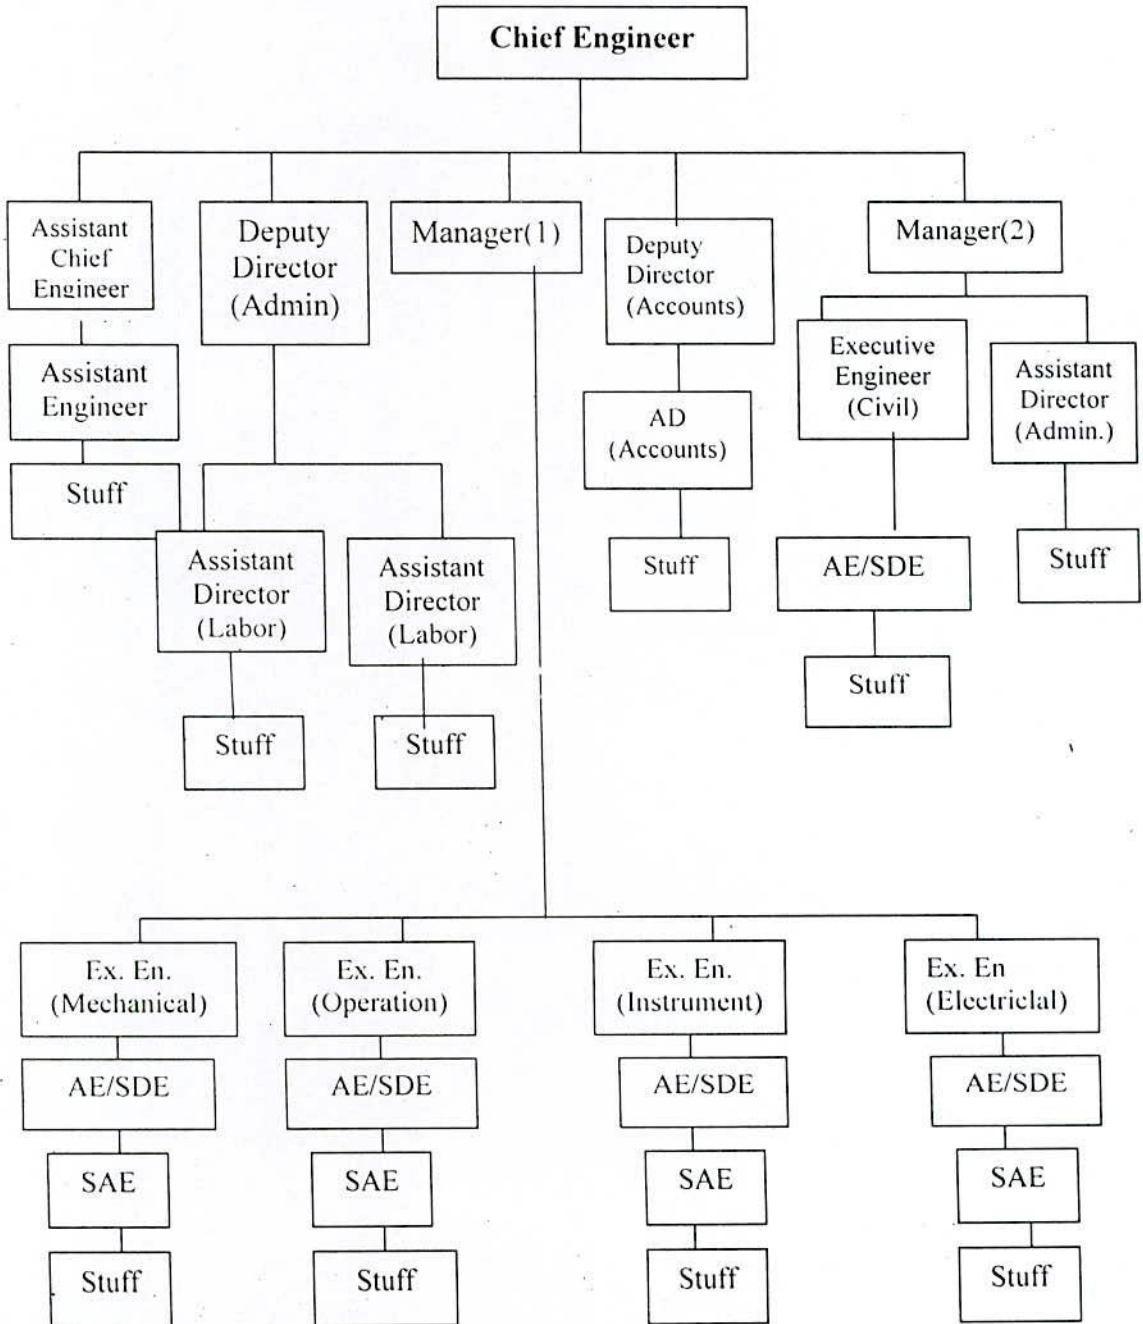 Chief Engineer
Assistant
Chief
Engineer
Deputy
Director
(Admin)
Manager(1)
Deputy
Director
(Accounts)
Manager(2)
Assistant
Engineer
AD
(Accounts)
Executive
Engineer
(Civil)
Assistant
Director
(Admin.)
Stuff
Assistant
Director
(Labor)
Assistant
Director
(Labor)
Stuff
AE/SDE
Stuff
Stuff
Stuff
Stuff
Ex. En.
(Mechanical)
Ex. En.
(Operation)
Ex. En.
(Instrument)
Ex. En
(Electriclal)
AE/SDE
AE/SDE
AE/SDE
AE/SDE
SAE
SAE
SAE
SAE
Stuff
Stuff
Stuff
Stuff